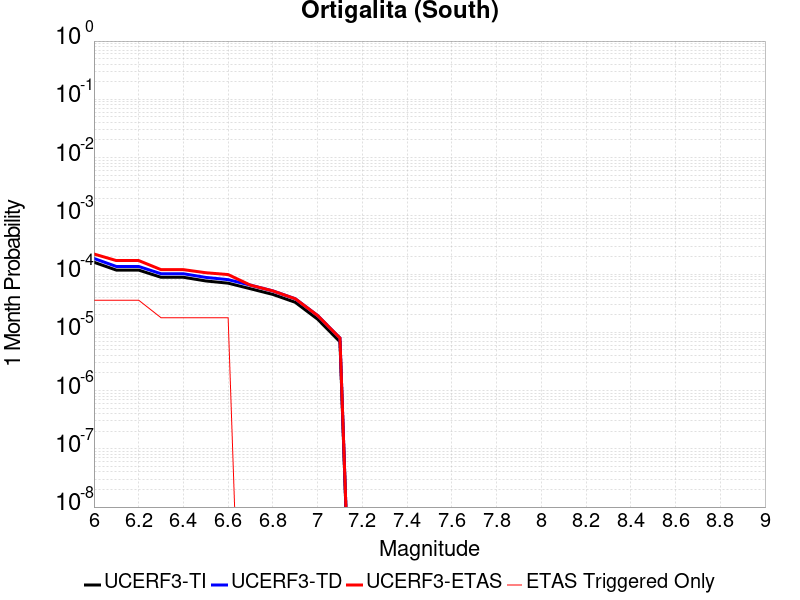 Ortigalita (South)
10^0
10^-1
10^-2
10^-3
10^-4
10^-5
10^-6
10^-7
10^-8
1 Month Probability
6 6.2 6.4 6.6 6.8 7 7.2 7.4 7.6 7.8 8 8.2 8.4 8.6 8.8 9
Magnitude
UCERF3-TI UCERF3-TD UCERF3-ETAS ETAS Triggered Only